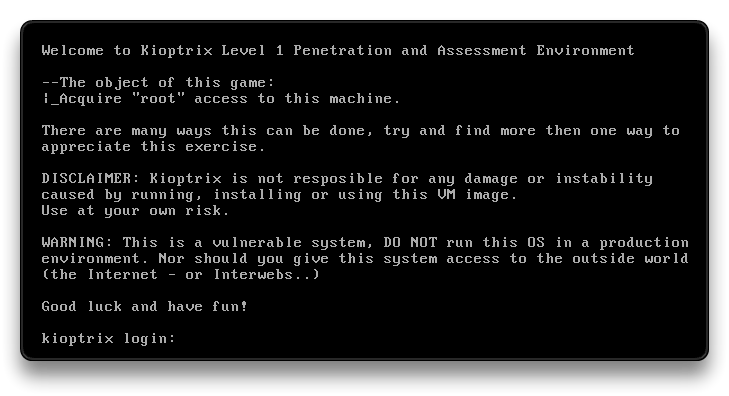 Welcome to Kioptrix Level 1 Penetration and Assessment Environment
--The object of this game:
|_Acquire "root" access to this machine.
There are many ways this can be done, try and find more then one way to
appreciate this exercise.
DISCLAIMER: Kioptrix is not resposible for any damage or instability
caused by running, installing or using this VM image.
Use at your own risk.
WARNING: This is a vulnerable system, DO NOT run this OS in a production
environment. Nor should you give this system access to the outside world
(the Internet - or Interwebs..)
Good luck and have fun!
kioptrix login: